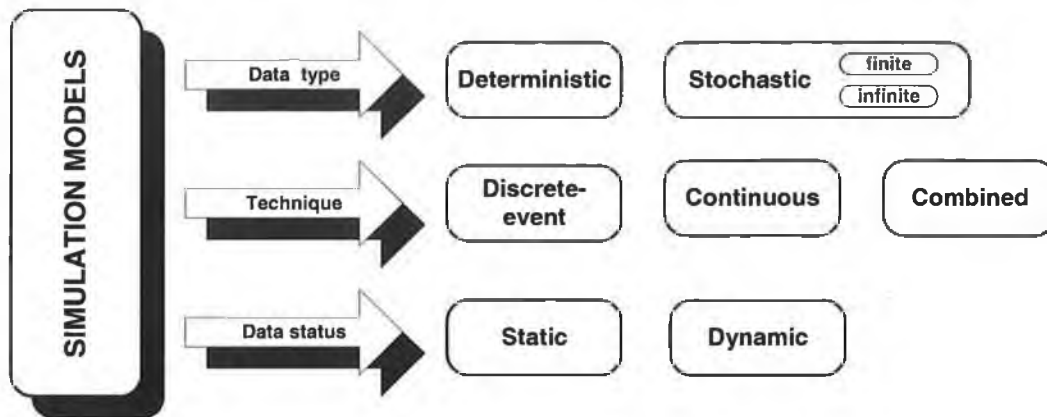 SIMULATION MODELS
Data type
Deterministic
Stochastic
finite
infinite
Technique
Discrete-
event
Continuous
Combined
Data status
Static
Dynamic